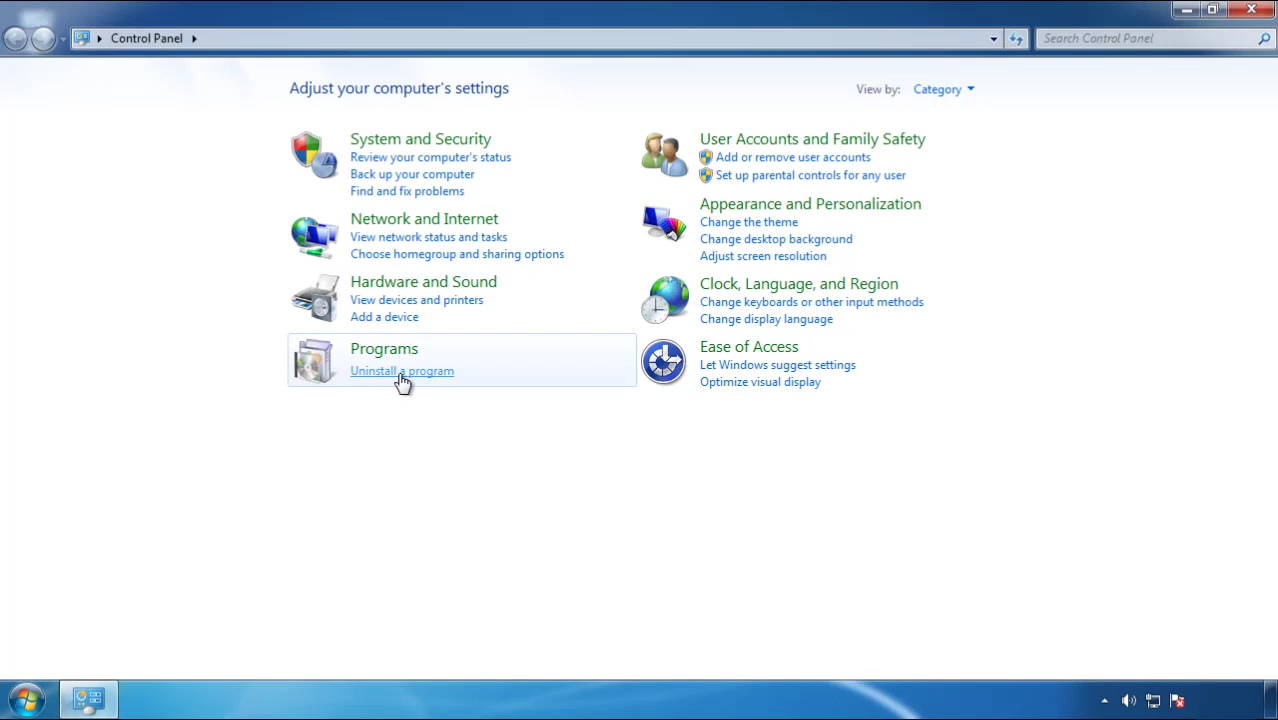 Control Panel
Search Control Panel
Adjust your computer's settings
View by: Category
System and Security
Review your computer's status
Back up your computer
Find and fix problems
Network and Internet
View network status and tasks
Choose homegroup and sharing options
Hardware and Sound
View devices and printers
Add a device
Programs
Uninstall a program
User Accounts and Family Safety
Add or remove user accounts
Set up parental controls for any user
Appearance and Personalization
Change the theme
Change desktop background
Adjust screen resolution
Clock, Language, and Region
Change keyboards or other input methods
Change display language
Ease of Access
Let Windows suggest settings
Optimize visual display